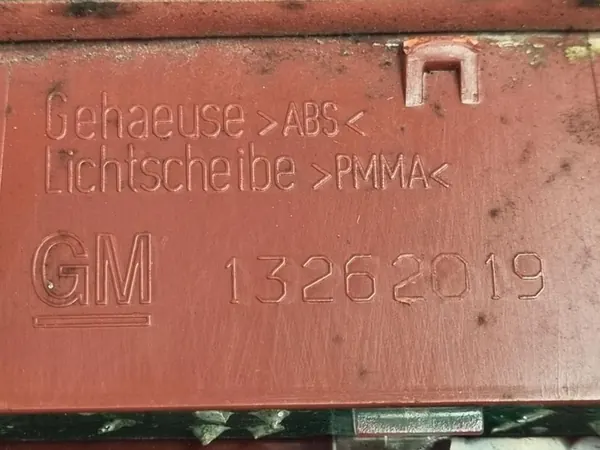 Gehaeuse >ABS<
Lichtscheibe >PMMA<
GM 13262019